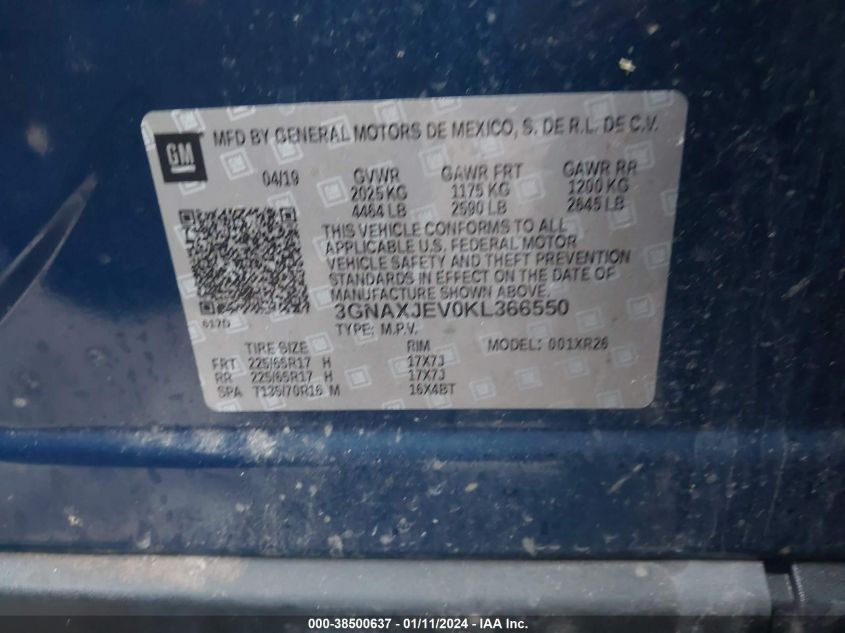 GM
MFD BY GENERAL MOTORS DE MEXICO, S. DE R.L. DE C.V.
04/19 GVWR GAWR FRT GAWR RR
2025 KG 1175 KG 1200 KG
4464 LB 2590 LB 2645 LB
THIS VEHICLE CONFORMS TO ALL
APPLICABLE U.S. FEDERAL MOTOR
VEHICLE SAFETY AND THEFT PREVENTION
STANDARDS IN EFFECT ON THE DATE OF
MANUFACTURE SHOWN ABOVE.
3GNAXJEV0KL366550
6175
TYPE: M.P.V.
TIRE SIZE RIM MODEL: 001XR26
FRT 225/65R17 H 17X7J
RR 225/65R17 H 17X7J
SPA T135/70R16 M 16X4BT
000-38500637 - 01/11/2024 - IAA Inc.